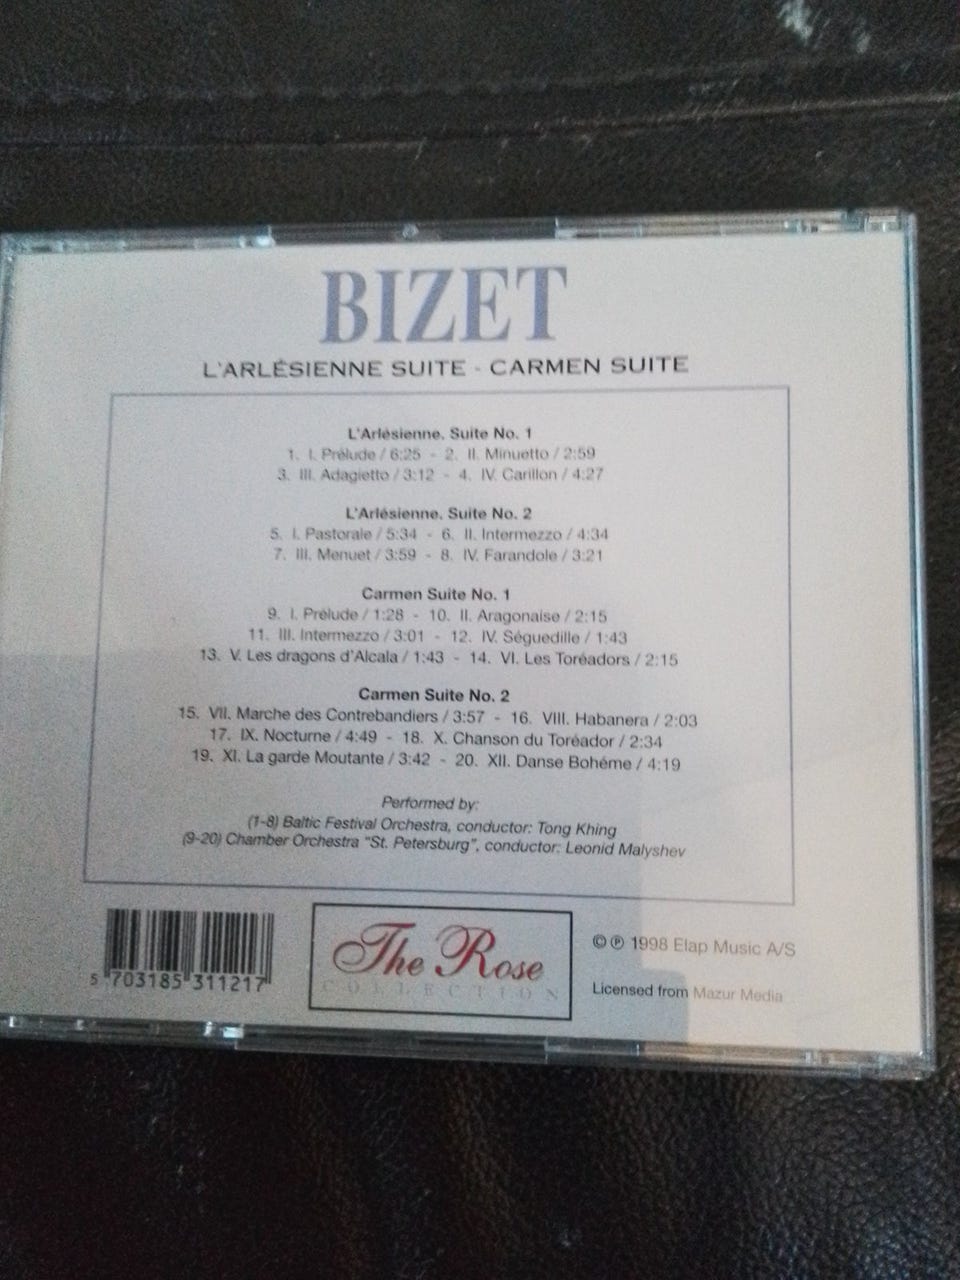 BIZET
L'ARLÉSIENNE SUITE - CARMEN SUITE
L'Arlésienne. Suite No. 1
1. I. Prélude / 6:25 - 2. II. Minuetto / 2:59
3. III. Adagietto / 3:12 - 4. IV. Carillon / 4:27
L'Arlésienne. Suite No. 2
5. I. Pastorale / 5:34 - 6. II. Intermezzo / 4:34
7. III. Menuet / 3:59 - 8. IV. Farandole / 3:21
Carmen Suite No. 1
9. I. Prélude / 1:28 - 10. II. Aragonaise / 2:15
11. III. Intermezzo / 3:01 - 12. IV. Séguedille / 1:43
13. V. Les dragons d'Alcala / 1:43 - 14. VI. Les Toréadors / 2:15
Carmen Suite No. 2
15. VII. Marche des Contrebandiers / 3:57 - 16. VIII. Habanera / 2:03
17. IX. Nocturne / 4:49 - 18. X. Chanson du Toréador / 2:34
19. XI. La garde Moutante / 3:42 - 20. XII. Danse Bohéme / 4:19
Performed by:
(1-8) Baltic Festival Orchestra, conductor: Tong Khing
(9-20) Chamber Orchestra "St. Petersburg", conductor: Leonid Malyshev
5 703185 311217
The Rose
COLLECTION
© ℗ 1998 Elap Music A/S
Licensed from Mazur Media